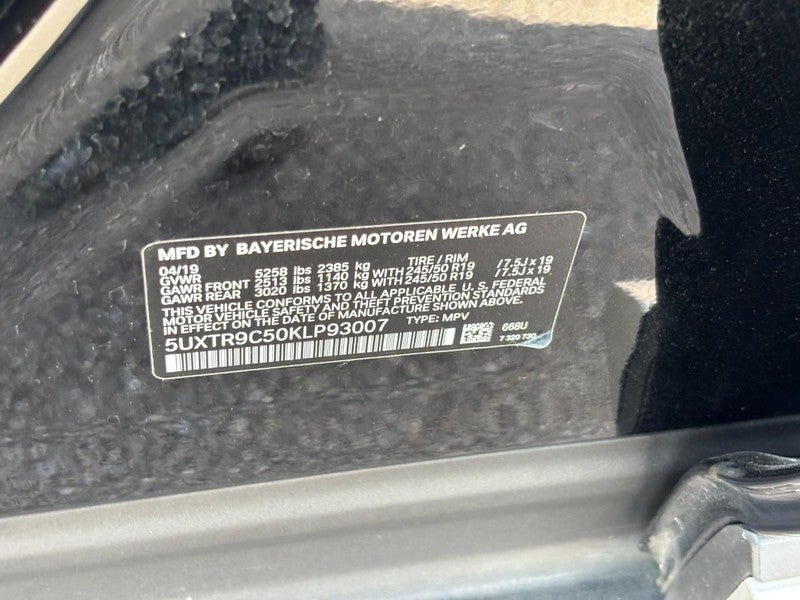 MFD BY BAYERISCHE MOTOREN WERKE AG
04/19 TIRE / RIM
GVWR 5258 lbs 2385 kg
GAWR FRONT 2513 lbs 1140 kg WITH 245/50 R19 / 7.5J x 19
GAWR REAR 3020 lbs 1370 kg WITH 245/50 R19 / 7.5J x 19
THIS VEHICLE CONFORMS TO ALL APPLICABLE U. S. FEDERAL
MOTOR VEHICLE SAFETY AND THEFT PREVENTION STANDARDS
IN EFFECT ON THE DATE OF MANUFACTURE SHOWN ABOVE.
5UXTR9C50KLP93007 TYPE: MPV 668U
7 320 730